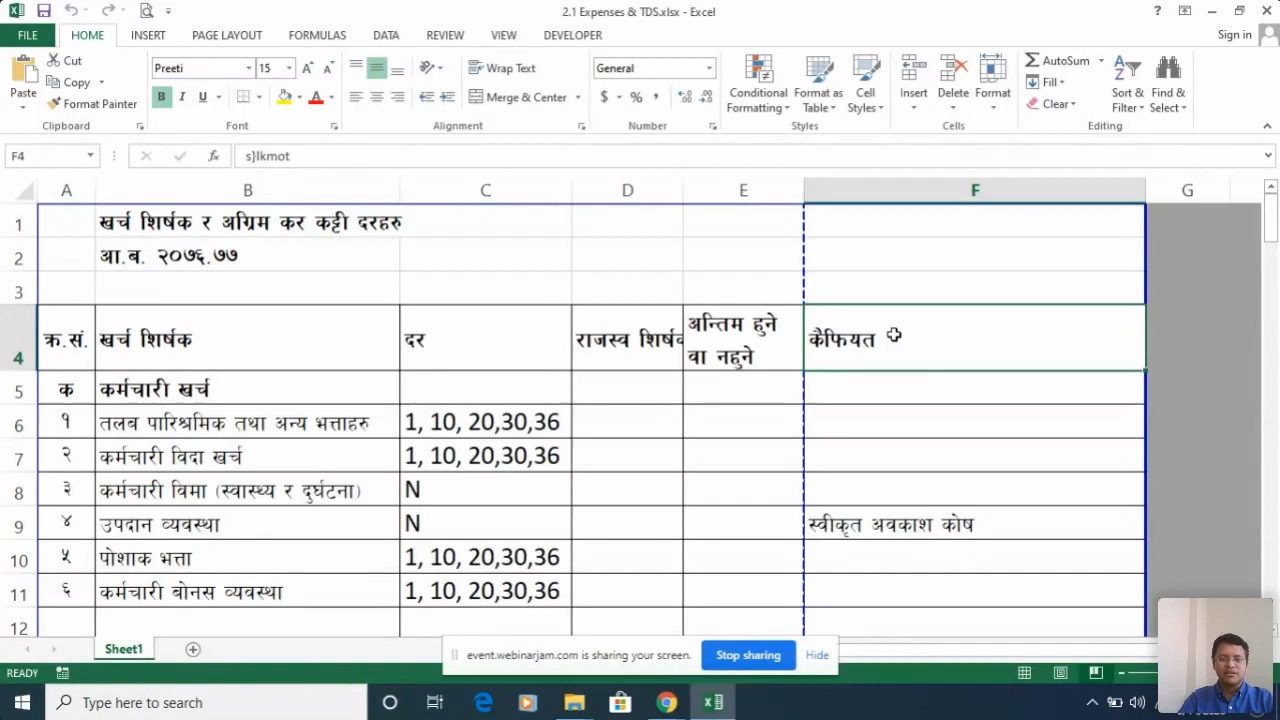 2.1 Expenses & TDS.xlsx - Excel
FILE HOME INSERT PAGE LAYOUT FORMULAS DATA REVIEW VIEW DEVELOPER Sign in
Paste Cut Copy Format Painter
Preeti 15 Wrap Text General
B I U Merge & Center $ % ,
Conditional Formatting Format as Table Cell Styles Insert Delete Format
AutoSum Fill Clear Sort & Filter Find & Select
Clipboard Font Alignment Number Styles Cells Editing
F4 fx s}lkmot
A B C D E F G
1 खर्च शिर्षक र अग्रिम कर कट्टी दरहरु
2 आ.ब. २०७६.७७
3
4 क्र.सं. खर्च शिर्षक दर राजस्व अन्तिम हुने वा नहुने कैफियत
5 क कर्मचारी खर्च
6 १ तलब पारिश्रमिक तथा अन्य भत्ताहरु 1, 10, 20,30,36
7 २ कर्मचारी विदा खर्च 1, 10, 20,30,36
8 ३ कर्मचारी विमा (स्वास्थ्य र दुर्घटना) N
9 ४ उपदान व्यवस्था N स्वीकृत अवकाश कोष
10 ५ पोशाक भत्ता 1, 10, 20,30,36
11 ६ कर्मचारी बोनस व्यवस्था 1, 10, 20,30,36
12
Sheet1
event.webinarjam.com is sharing your screen. Stop sharing Hide
READY
Type here to search